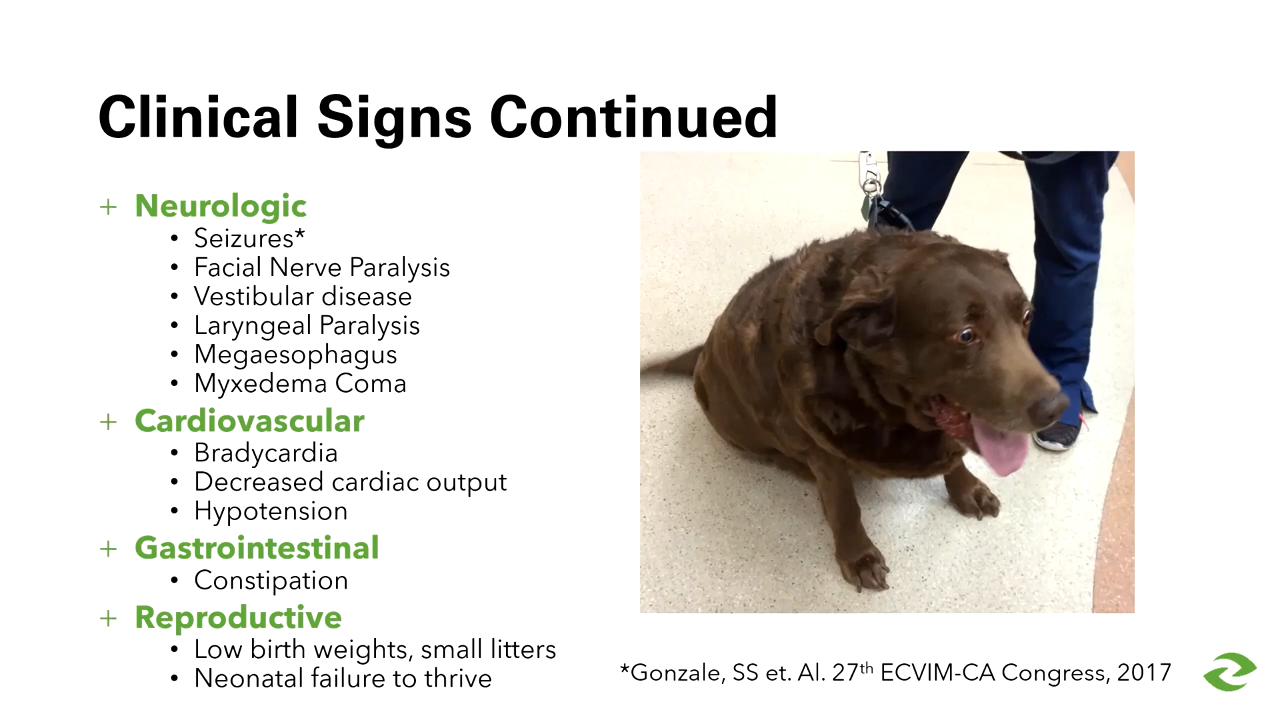 Clinical Signs Continued
+ Neurologic
• Seizures*
• Facial Nerve Paralysis
• Vestibular disease
• Laryngeal Paralysis
• Megaesophagus
• Myxedema Coma
+ Cardiovascular
• Bradycardia
• Decreased cardiac output
• Hypotension
+ Gastrointestinal
• Constipation
+ Reproductive
• Low birth weights, small litters
• Neonatal failure to thrive
*Gonzale, SS et. Al. 27th ECVIM-CA Congress, 2017